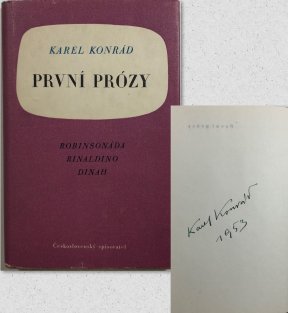 KAREL KONRÁD
PRVNÍ PRÓZY
ROBINSONÁDA
RINALDINO
DINAH
Československý spisovatel
Karel Konrád
1953